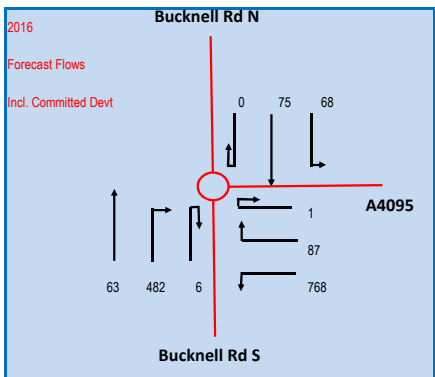 Bucknell Rd N
2016
Forecast Flows
Incl. Committed Devt
0 75 68
A4095
1
87
63 482 6 768
Bucknell Rd S